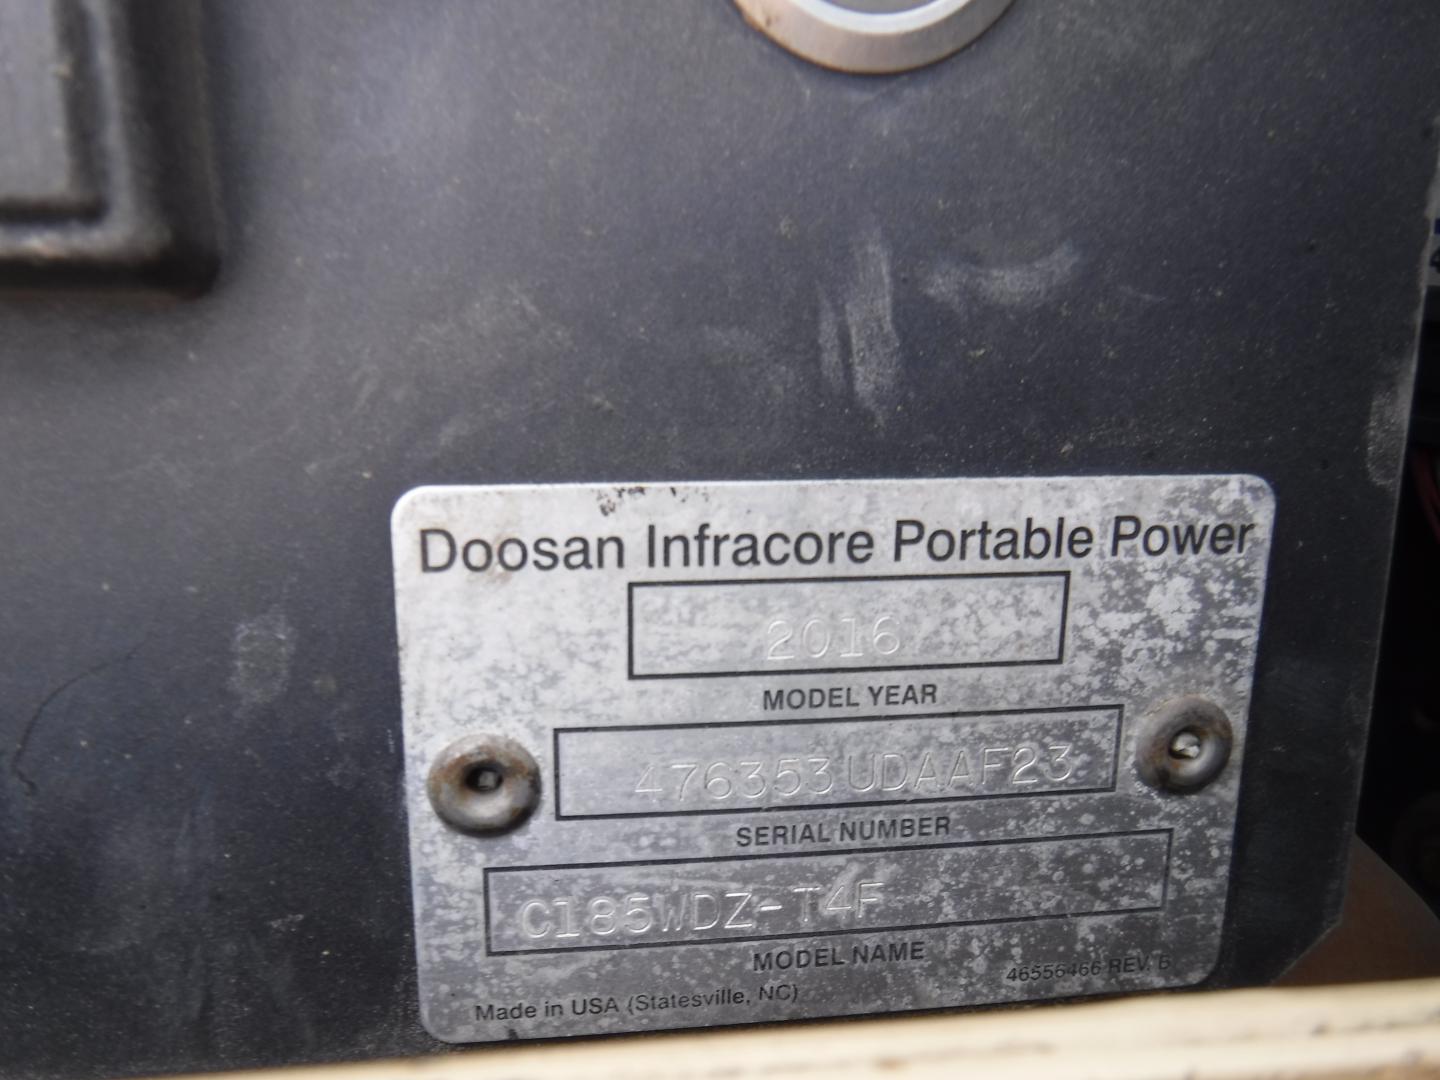 Doosan Infracore Portable Power
2016
MODEL YEAR
476353UDAAF23
SERIAL NUMBER
C185WDZ-T4F
MODEL NAME
46556466 REV. B
Made in USA (Statesville, NC)